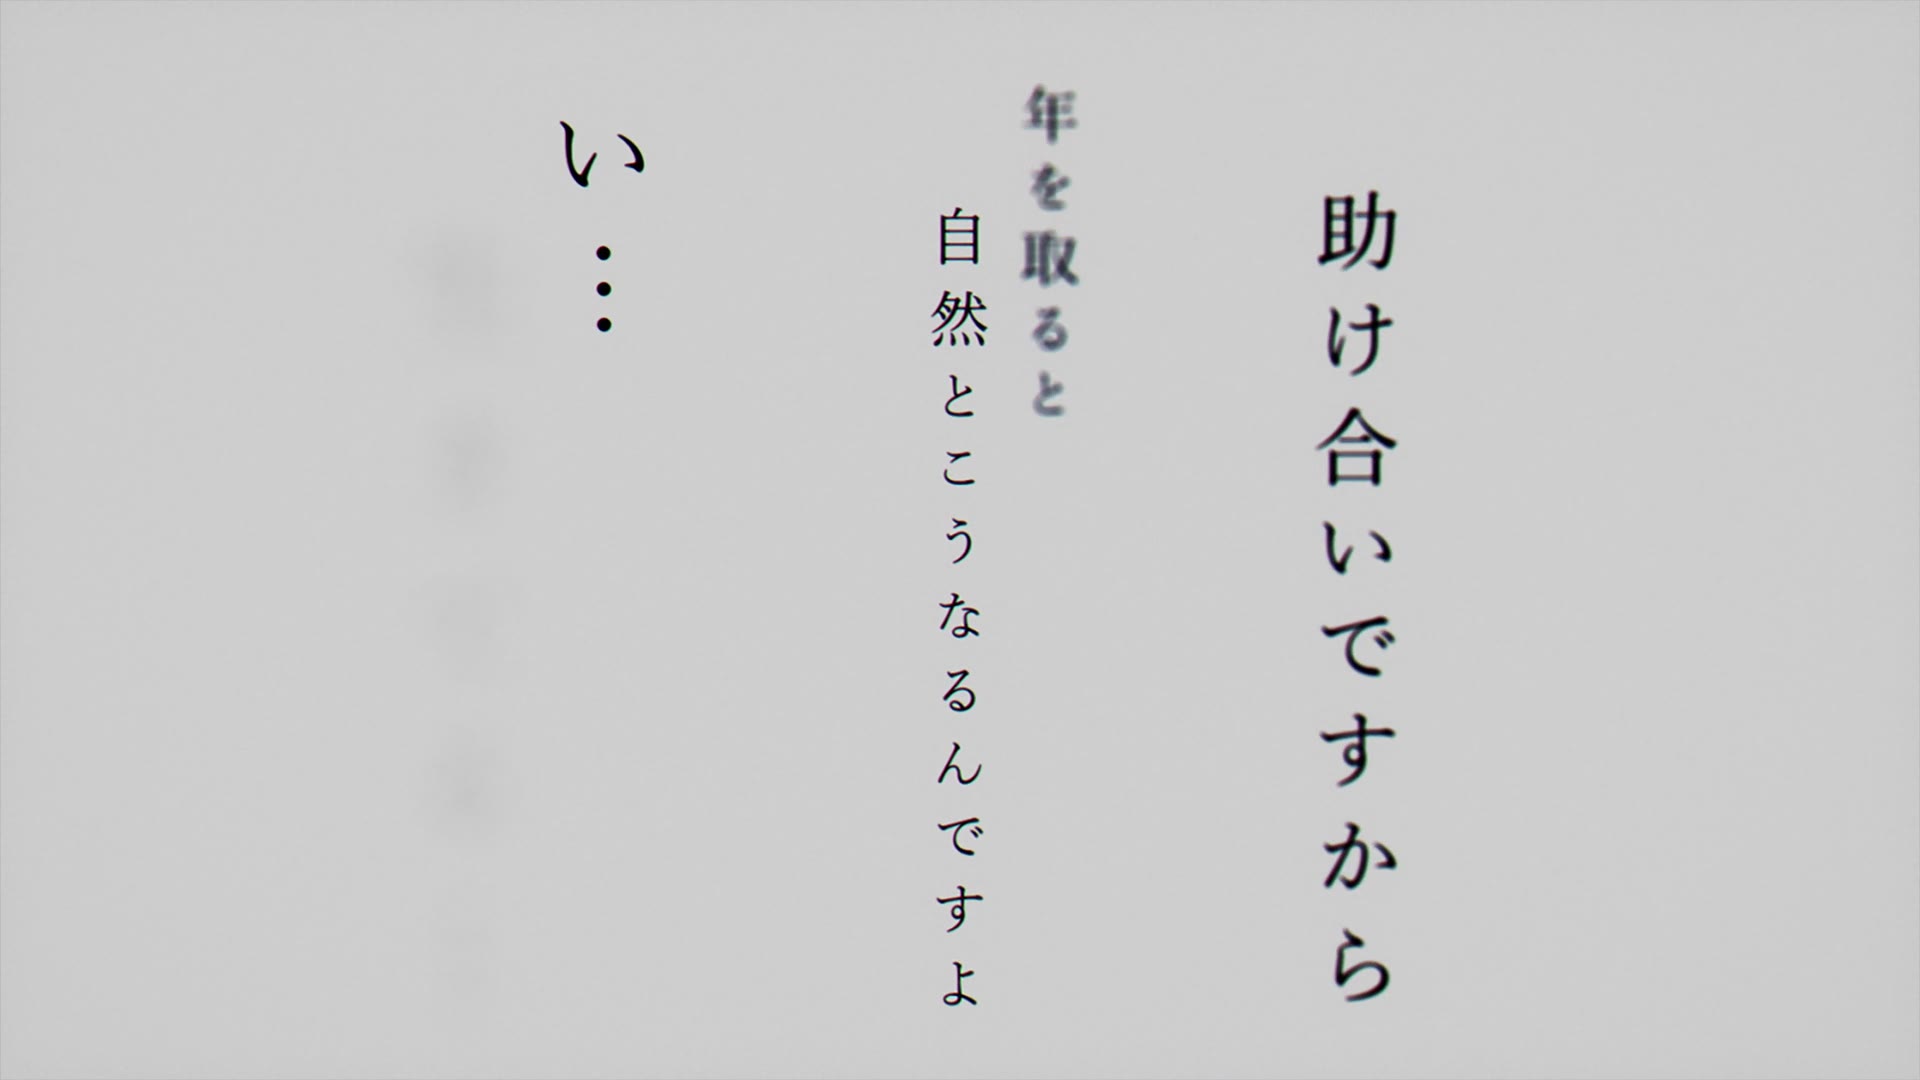 助け合いですから
年を取ると
自然とこうなるんですよ
い…